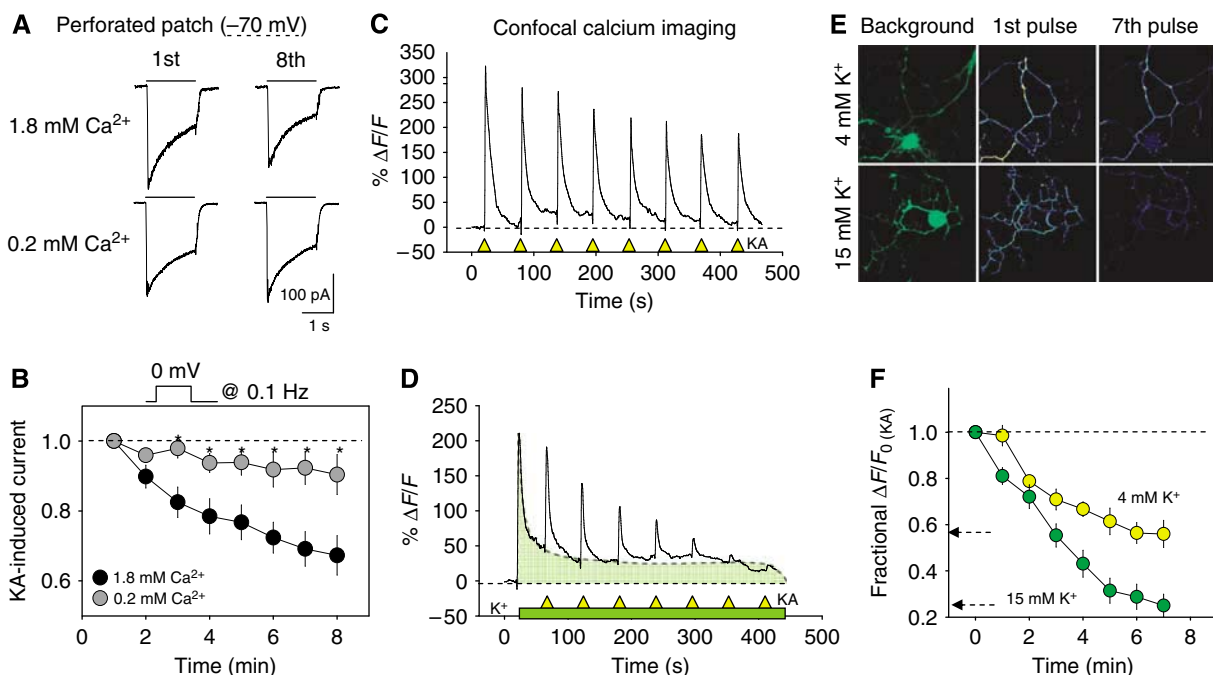 A
Perforated patch (–70 mV)
1st
8th
1.8 mM Ca²⁺
0.2 mM Ca²⁺
100 pA
1 s
B
0 mV
@ 0.1 Hz
KA-induced current
1.0
0.8
0.6
*
*
*
*
*
*
1.8 mM Ca²⁺
0.2 mM Ca²⁺
0
2
4
6
8
Time (min)
C
Confocal calcium imaging
% ΔF/F
350
300
250
200
150
100
50
0
–50
KA
0
100
200
300
400
500
Time (s)
D
% ΔF/F
250
200
150
100
50
0
–50
K⁺
KA
0
100
200
300
400
500
Time (s)
E
Background
1st pulse
7th pulse
4 mM K⁺
15 mM K⁺
F
Fractional ΔF/F₀ (KA)
1.0
0.8
0.6
0.4
0.2
4 mM K⁺
15 mM K⁺
0
2
4
6
8
Time (min)